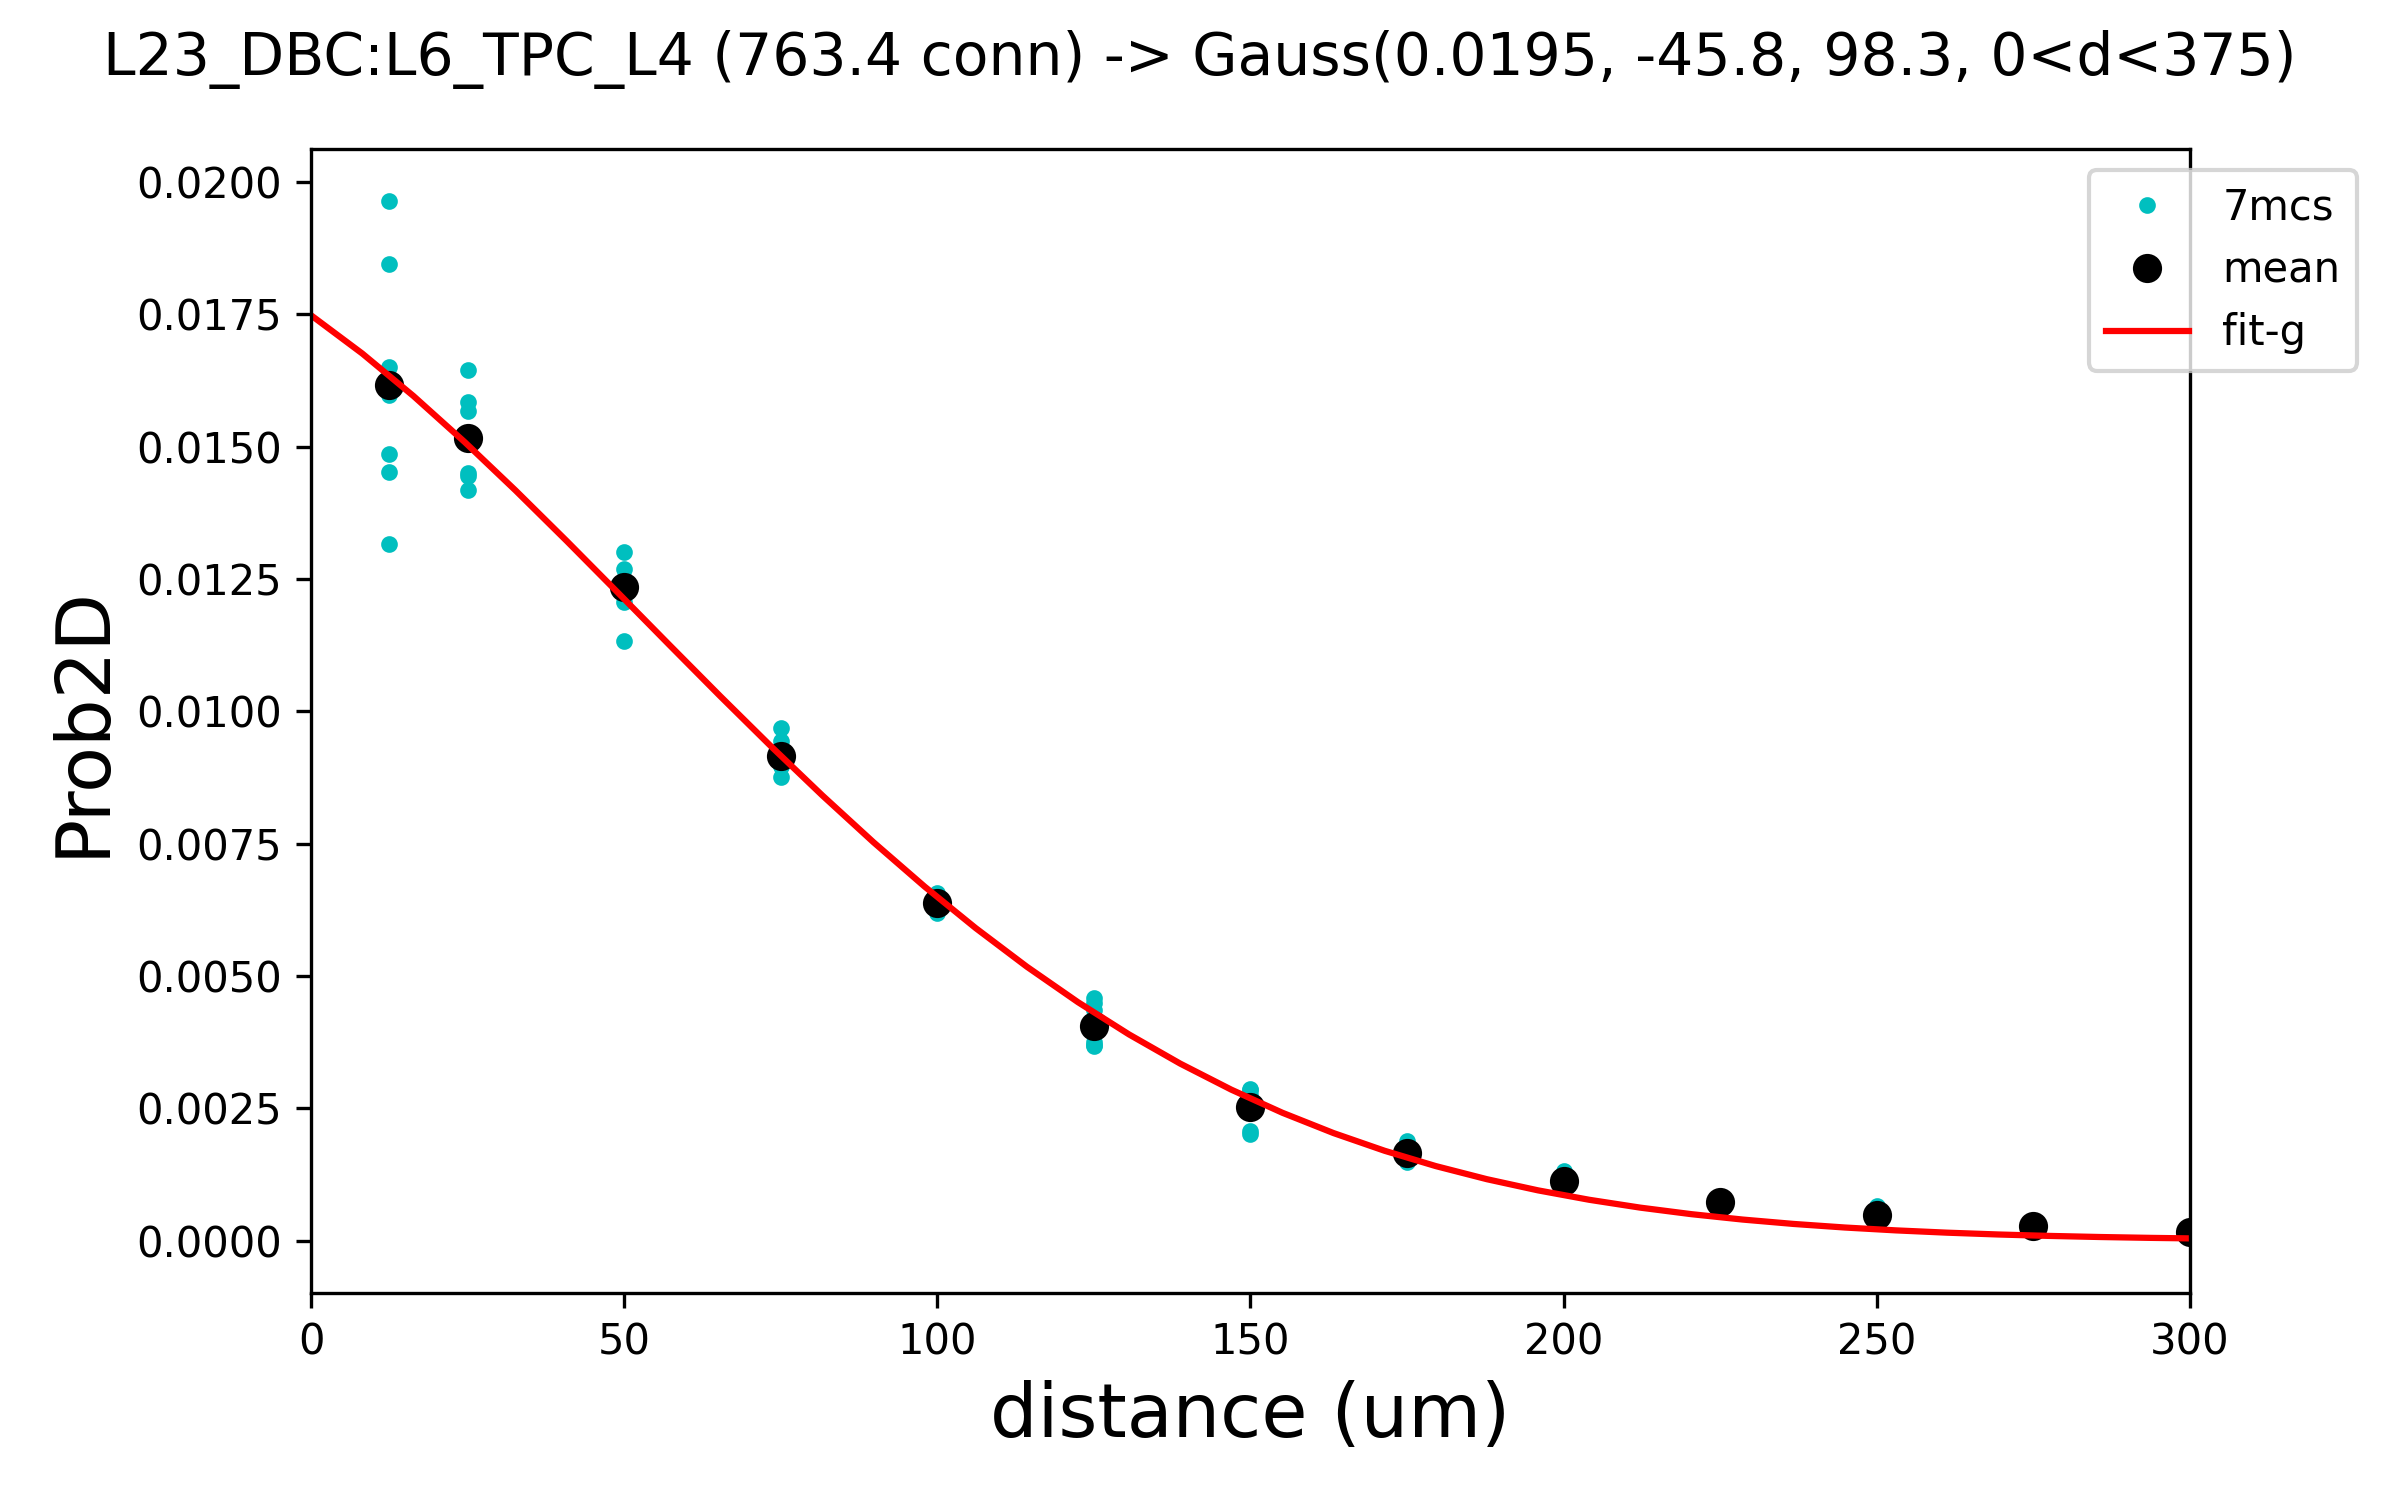 L23_DBC:L6_TPC_L4 (763.4 conn) -> Gauss(0.0195, -45.8, 98.3, 0<d<375)
7mcs
mean
fit-g
Prob2D
0.0200
0.0175
0.0150
0.0125
0.0100
0.0075
0.0050
0.0025
0.0000
0 50 100 150 200 250 300
distance (um)